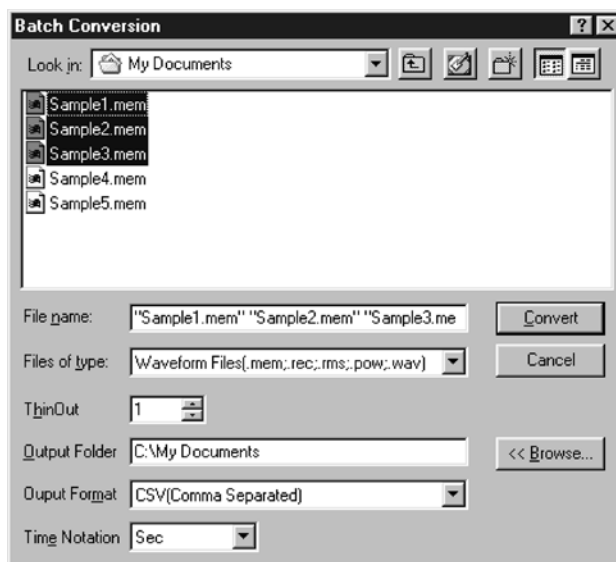 Batch Conversion
Look in: My Documents
Sample1.mem
Sample2.mem
Sample3.mem
Sample4.mem
Sample5.mem
File name: "Sample1.mem" "Sample2.mem" "Sample3.me Convert
Files of type: Waveform Files(.mem;.rec;.rms;.pow;.wav) Cancel
ThinOut 1
Output Folder C:\My Documents << Browse...
Ouput Format CSV(Comma Separated)
Time Notation Sec